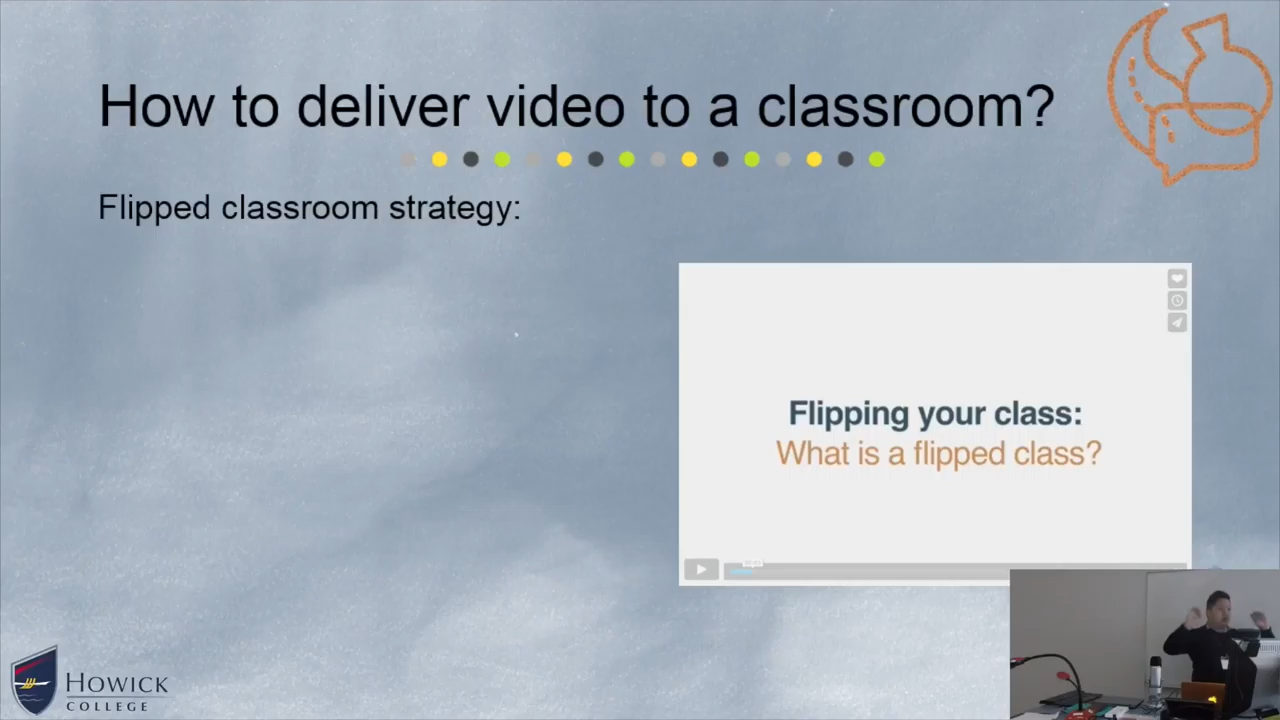 How to deliver video to a classroom?
Flipped classroom strategy:
Flipping your class:
What is a flipped class?
HOWICK
COLLEGE